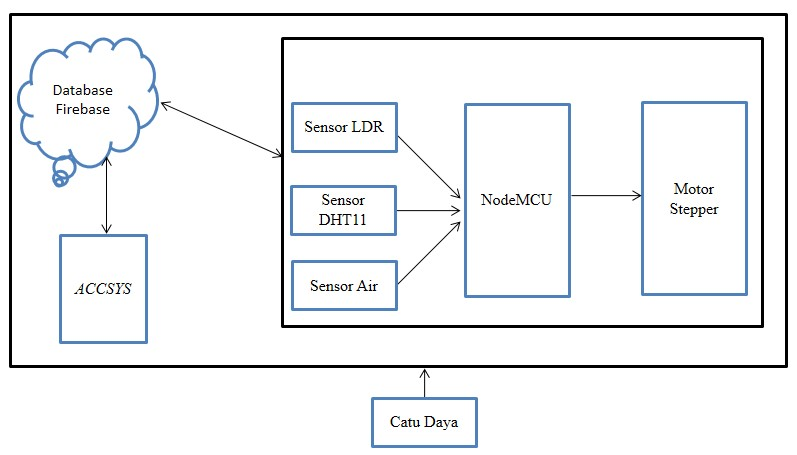 Database
Firebase
Sensor LDR
Sensor
DHT11
Sensor Air
NodeMCU
Motor
Stepper
ACCSYS
Catu Daya